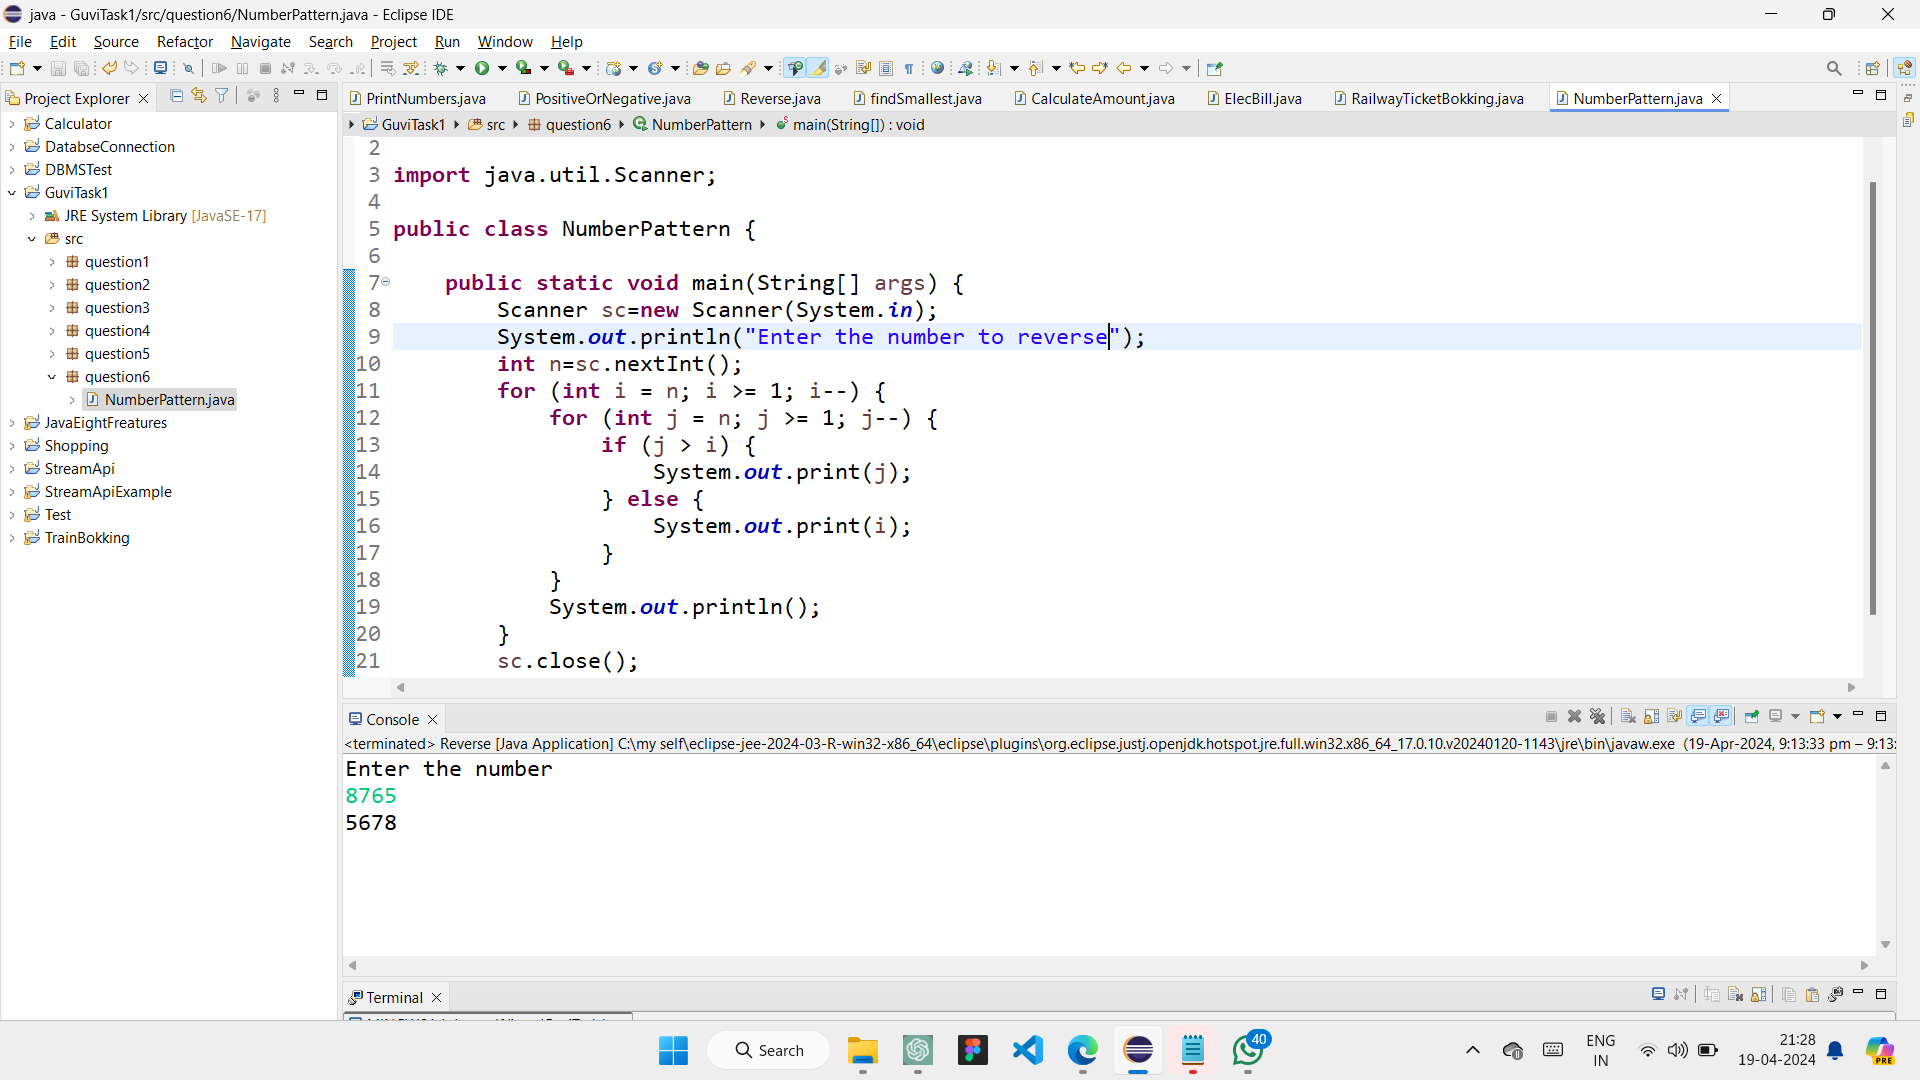 java - GuviTask1/src/question6/NumberPattern.java - Eclipse IDE
File Edit Source Refactor Navigate Search Project Run Window Help
Project Explorer
PrintNumbers.java PositiveOrNegative.java Reverse.java findSmallest.java CalculateAmount.java ElecBill.java RailwayTicketBokking.java NumberPattern.java
GuviTask1 src question6 NumberPattern main(String[]) : void
Calculator
DatabseConnection
DBMSTest
GuviTask1
JRE System Library [JavaSE-17]
src
question1
question2
question3
question4
question5
question6
NumberPattern.java
JavaEightFreatures
Shopping
StreamApi
StreamApiExample
Test
TrainBokking
2
3 import java.util.Scanner;
4
5 public class NumberPattern {
6
7 public static void main(String[] args) {
8 Scanner sc=new Scanner(System.in);
9 System.out.println("Enter the number to reverse");
10 int n=sc.nextInt();
11 for (int i = n; i >= 1; i--) {
12 for (int j = n; j >= 1; j--) {
13 if (j > i) {
14 System.out.print(j);
15 } else {
16 System.out.print(i);
17 }
18 }
19 System.out.println();
20 }
21 sc.close();
Console
<terminated> Reverse [Java Application] C:\my self\eclipse-jee-2024-03-R-win32-x86_64\eclipse\plugins\org.eclipse.justj.openjdk.hotspot.jre.full.win32.x86_64_17.0.10.v20240120-1143\jre\bin\javaw.exe (19-Apr-2024, 9:13:33 pm – 9:13:
Enter the number
8765
5678
Terminal
Search
40
ENG
IN
21:28
19-04-2024
PRE